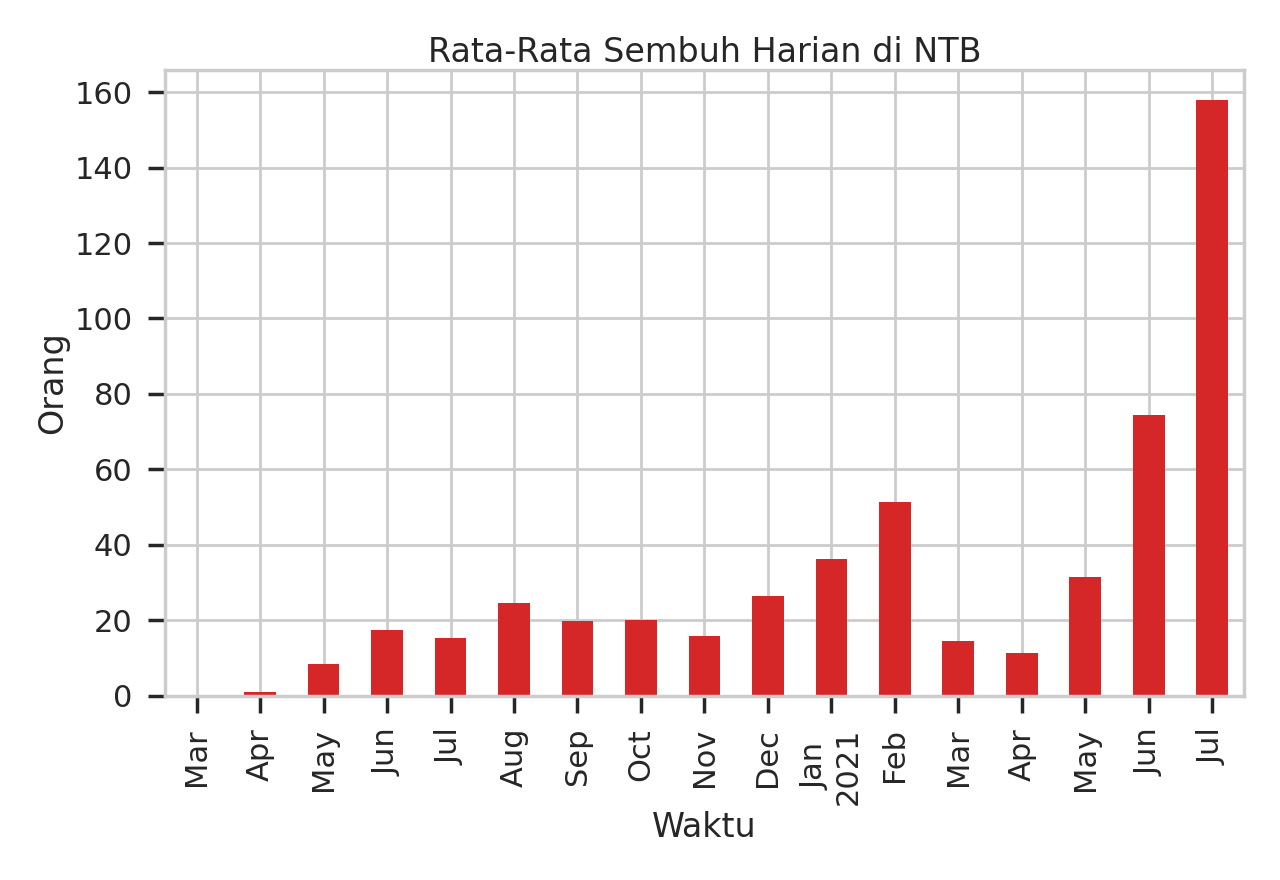 Rata-Rata Sembuh Harian di NTB
160
140
120
100
80
60
40
20
0
Orang
Mar
Apr
May
Jun
Jul
Aug
Sep
Oct
Nov
Dec
Jan
2021
Feb
Mar
Apr
May
Jun
Jul
Waktu